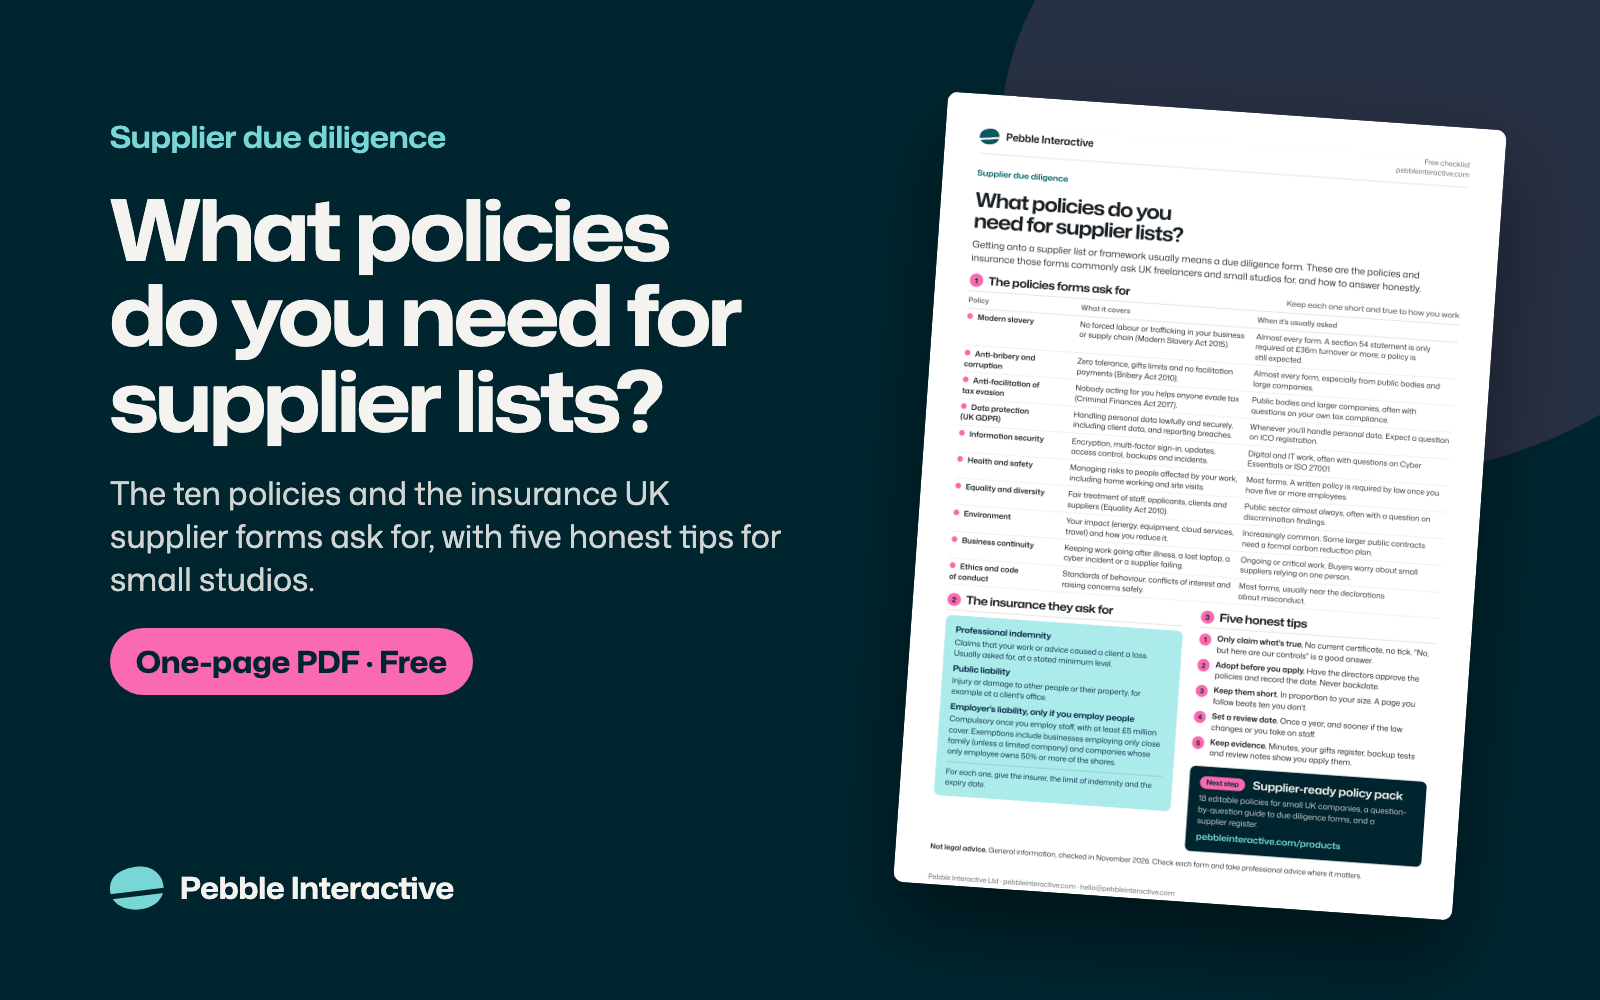 Supplier due diligence
What policies
do you need for
supplier lists?
The ten policies and the insurance UK
supplier forms ask for, with five honest tips for
small studios.
One-page PDF · Free
Pebble Interactive
Pebble Interactive
Free checklist
pebbleinteractive.com
Supplier due diligence
What policies do you
need for supplier lists?
Getting onto a supplier list or framework usually means a due diligence form. These are the policies and
insurance those forms commonly ask UK freelancers and small studios for, and how to answer honestly.
1 The policies forms ask for
Keep each one short and true to how you work
Policy
What it covers
When it's usually asked
Modern slavery
No forced labour or trafficking in your business
or supply chain (Modern Slavery Act 2015).
Almost every form. A section 54 statement is only
required at £36m turnover or more; a policy is
still expected.
Anti-bribery and
corruption
Zero tolerance, gifts limits and no facilitation
payments (Bribery Act 2010).
Almost every form, especially from public bodies and
large companies.
Anti-facilitation of
tax evasion
Nobody acting for you helps anyone evade tax
(Criminal Finances Act 2017).
Public bodies and larger companies, often with
questions on your own tax compliance.
Data protection
(UK GDPR)
Handling personal data lawfully and securely,
including client data, and reporting breaches.
Whenever you'll handle personal data. Expect a question
on ICO registration.
Information security
Encryption, multi-factor sign-in, updates,
access control, backups and incidents.
Digital and IT work, often with questions on Cyber
Essentials or ISO 27001.
Health and safety
Managing risks to people affected by your work,
including home working and site visits.
Most forms. A written policy is required by law once you
have five or more employees.
Equality and diversity
Fair treatment of staff, applicants, clients and
suppliers (Equality Act 2010).
Public sector almost always, often with a question on
discrimination findings.
Environment
Your impact (energy, equipment, cloud services,
travel) and how you reduce it.
Increasingly common. Some larger public contracts
need a formal carbon reduction plan.
Business continuity
Keeping work going after illness, a lost laptop, a
cyber incident or a supplier failing.
Ongoing or critical work. Buyers worry about small
suppliers relying on one person.
Ethics and code
of conduct
Standards of behaviour, conflicts of interest and
raising concerns safely.
Most forms, usually near the declarations
about misconduct.
2 The insurance they ask for
Professional indemnity
Claims that your work or advice caused a client a loss.
Usually asked for, at a stated minimum level.
Public liability
Injury or damage to other people or their property, for
example at a client's office.
Employer's liability, only if you employ people
Compulsory once you employ staff, with at least £5 million
cover. Exemptions include businesses employing only close
family (unless a limited company) and companies whose
only employee owns 50% or more of the shares.
For each one, give the insurer, the limit of indemnity and the
expiry date.
3 Five honest tips
1 Only claim what's true. No current certificate, no tick. "No,
but here are our controls" is a good answer.
2 Adopt before you apply. Have the directors approve the
policies and record the date. Never backdate.
3 Keep them short. In proportion to your size. A page you
follow beats ten you don't.
4 Set a review date. Once a year, and sooner if the law
changes or you take on staff.
5 Keep evidence. Minutes, your gifts register, backup tests
and review notes show you apply them.
Next step Supplier-ready policy pack
18 editable policies for small UK companies, a question-
by-question guide to due diligence forms, and a
supplier register.
pebbleinteractive.com/products
Not legal advice. General information, checked in November 2026. Check each form and take professional advice where it matters.
Pebble Interactive Ltd · pebbleinteractive.com · hello@pebbleinteractive.com